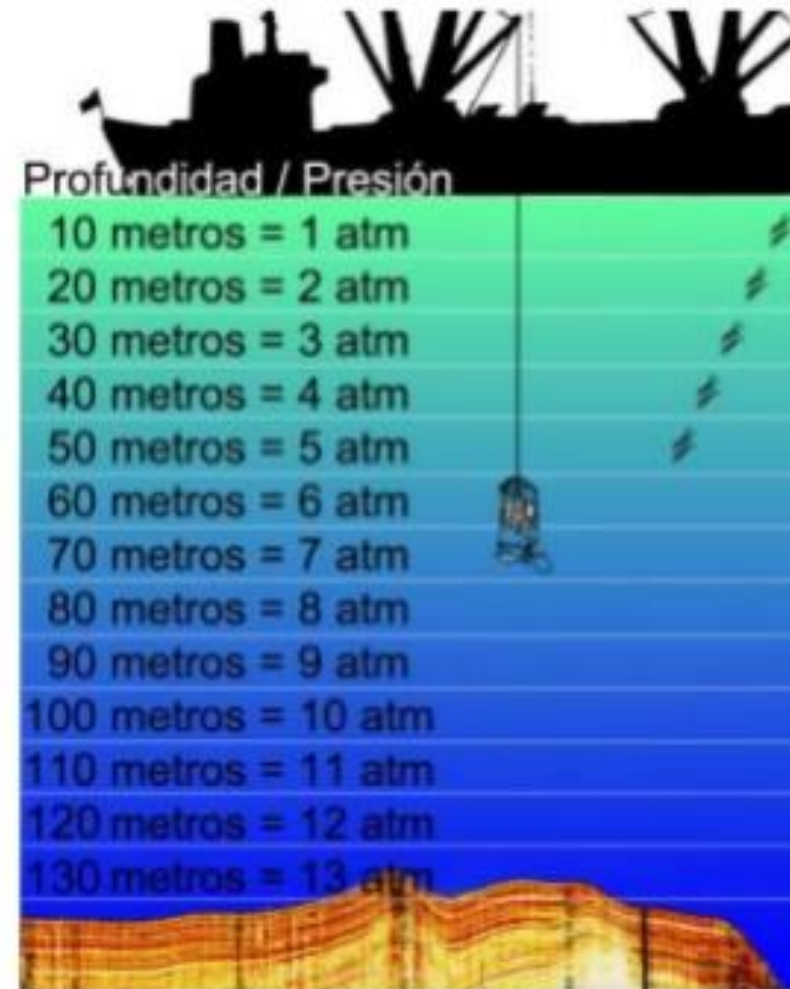 Profundidad / Presión
10 metros = 1 atm
20 metros = 2 atm
30 metros = 3 atm
40 metros = 4 atm
50 metros = 5 atm
60 metros = 6 atm
70 metros = 7 atm
80 metros = 8 atm
90 metros = 9 atm
100 metros = 10 atm
110 metros = 11 atm
120 metros = 12 atm
130 metros = 13 atm